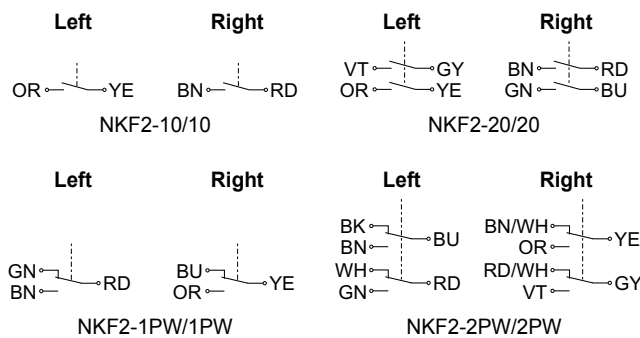 Left Right Left Right
OR YE BN RD
VT GY BN RD
OR YE GN BU
NKF2-10/10 NKF2-20/20
Left Right Left Right
BK BU BN/WH YE
BN OR
GN RD BU YE WH RD RD/WH GY
BN OR GN VT
NKF2-1PW/1PW NKF2-2PW/2PW